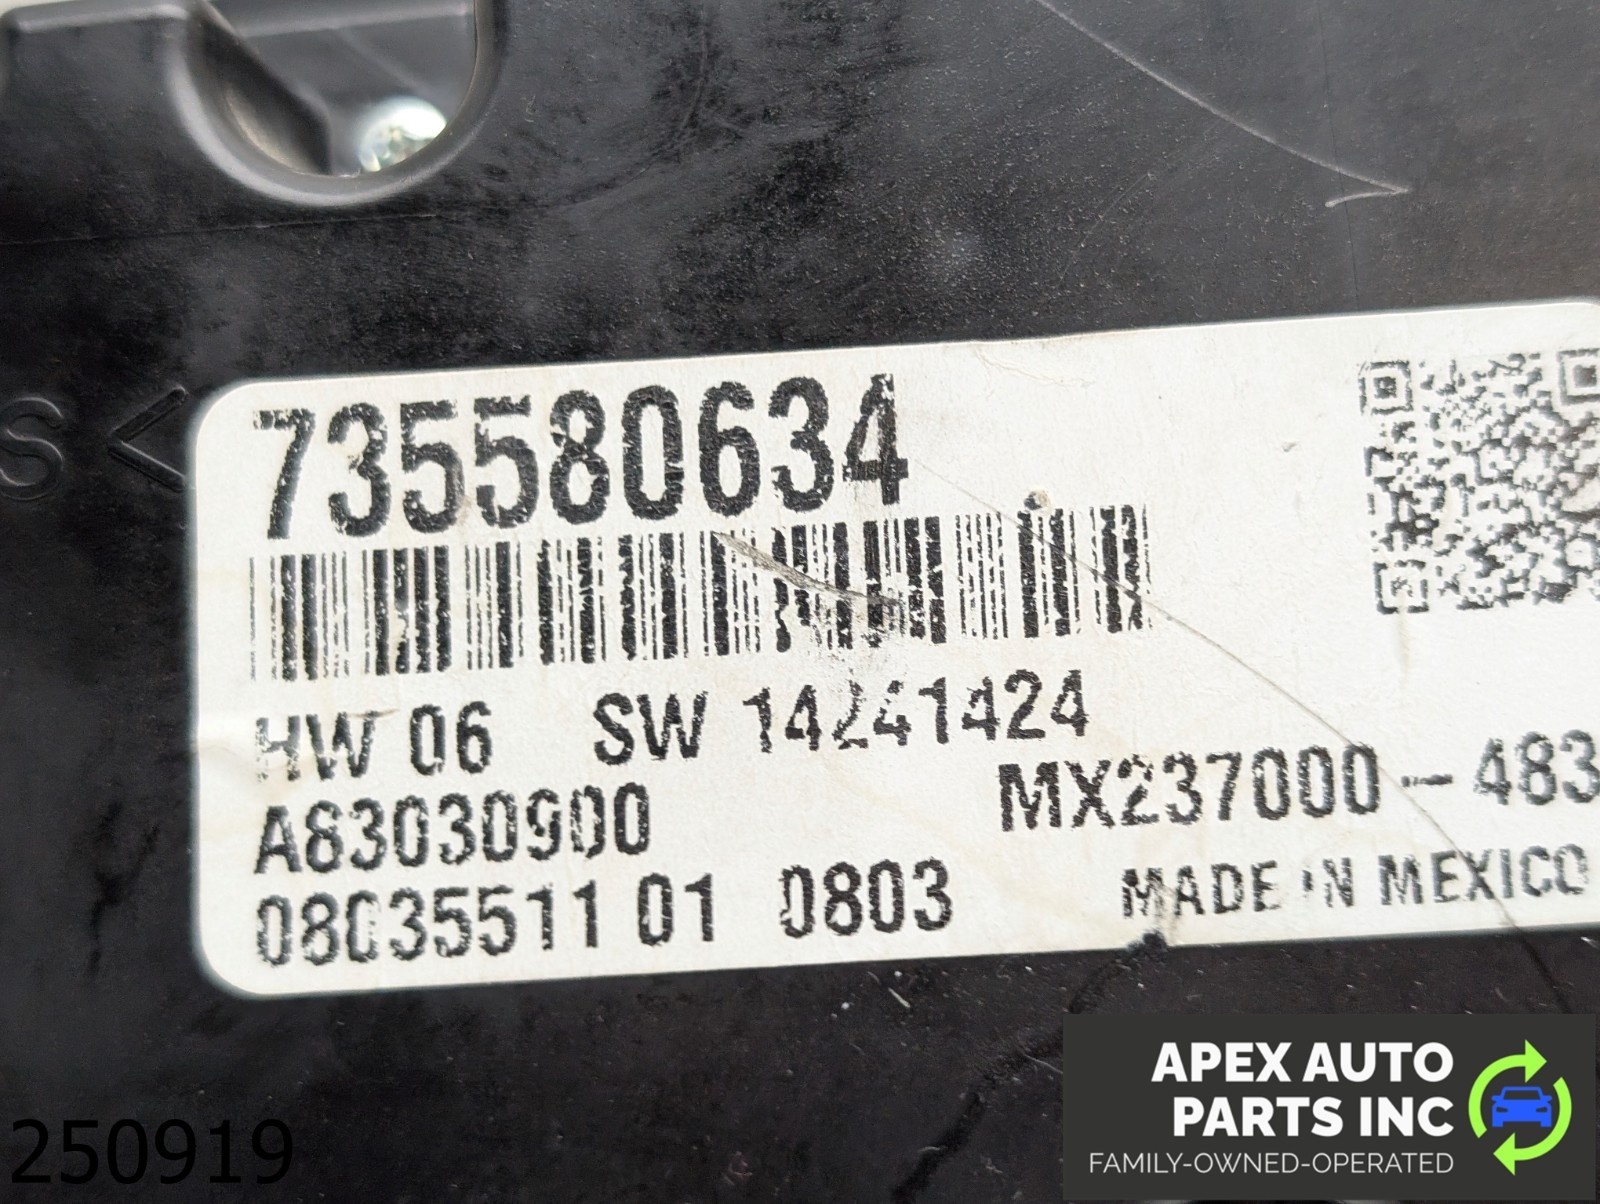 S<
735580634
HW 06 SW 14241424
A83030900
MX237000-483
08035511 01 0803
MADE IN MEXICO
APEX AUTO
PARTS INC
FAMILY-OWNED-OPERATED
250919